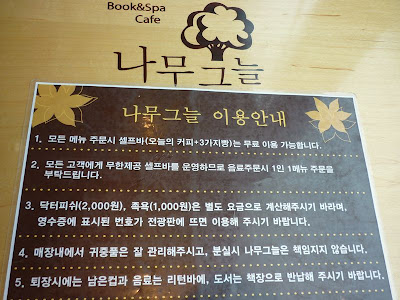 Book&Spa
Cafe
나무그늘
나무그늘 이용안내
1. 모든 메뉴 주문시 셀프바(오늘의 커피+3가지빵)는 무료 이용 가능합니다.
2. 모든 고객에게 무한제공 셀프바를 운영하므로 음료주문시 1인 1메뉴 주문을
부탁드립니다.
3. 닥터피쉬(2,000원), 족욕(1,000원)은 별도 요금으로 계산해주시기 바라며,
영수증에 표시된 번호가 전광판에 뜨면 이용해 주시기 바랍니다.
4. 매장내에서 귀중품은 잘 관리해주시고, 분실시 나무그늘은 책임지지 않습니다.
5. 퇴장시에는 남은컵과 음료는 리턴바에, 도서는 책장으로 반납해 주시기 바랍니다.